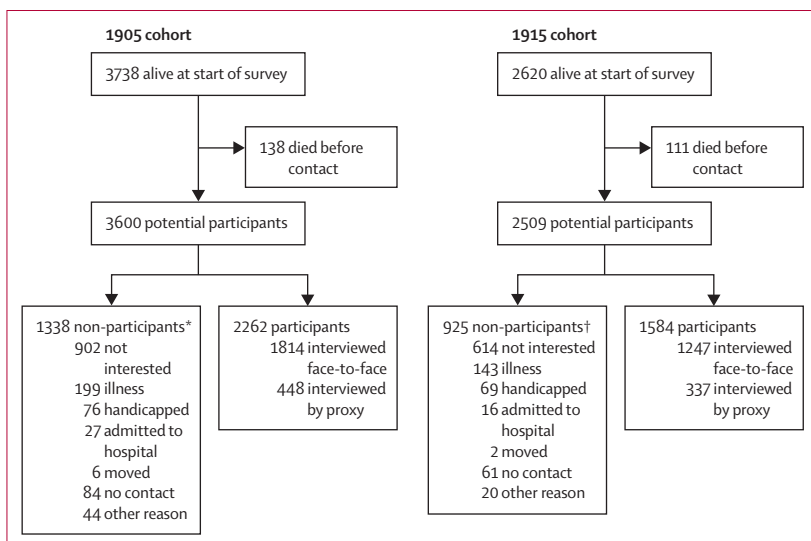 1905 cohort
3738 alive at start of survey
138 died before
contact
3600 potential participants
1338 non-participants*
902 not
interested
199 illness
76 handicapped
27 admitted to
hospital
6 moved
84 no contact
44 other reason
2262 participants
1814 interviewed
face-to-face
448 interviewed
by proxy
1915 cohort
2620 alive at start of survey
111 died before
contact
2509 potential participants
925 non-participants†
614 not interested
143 illness
69 handicapped
16 admitted to
hospital
2 moved
61 no contact
20 other reason
1584 participants
1247 interviewed
face-to-face
337 interviewed
by proxy